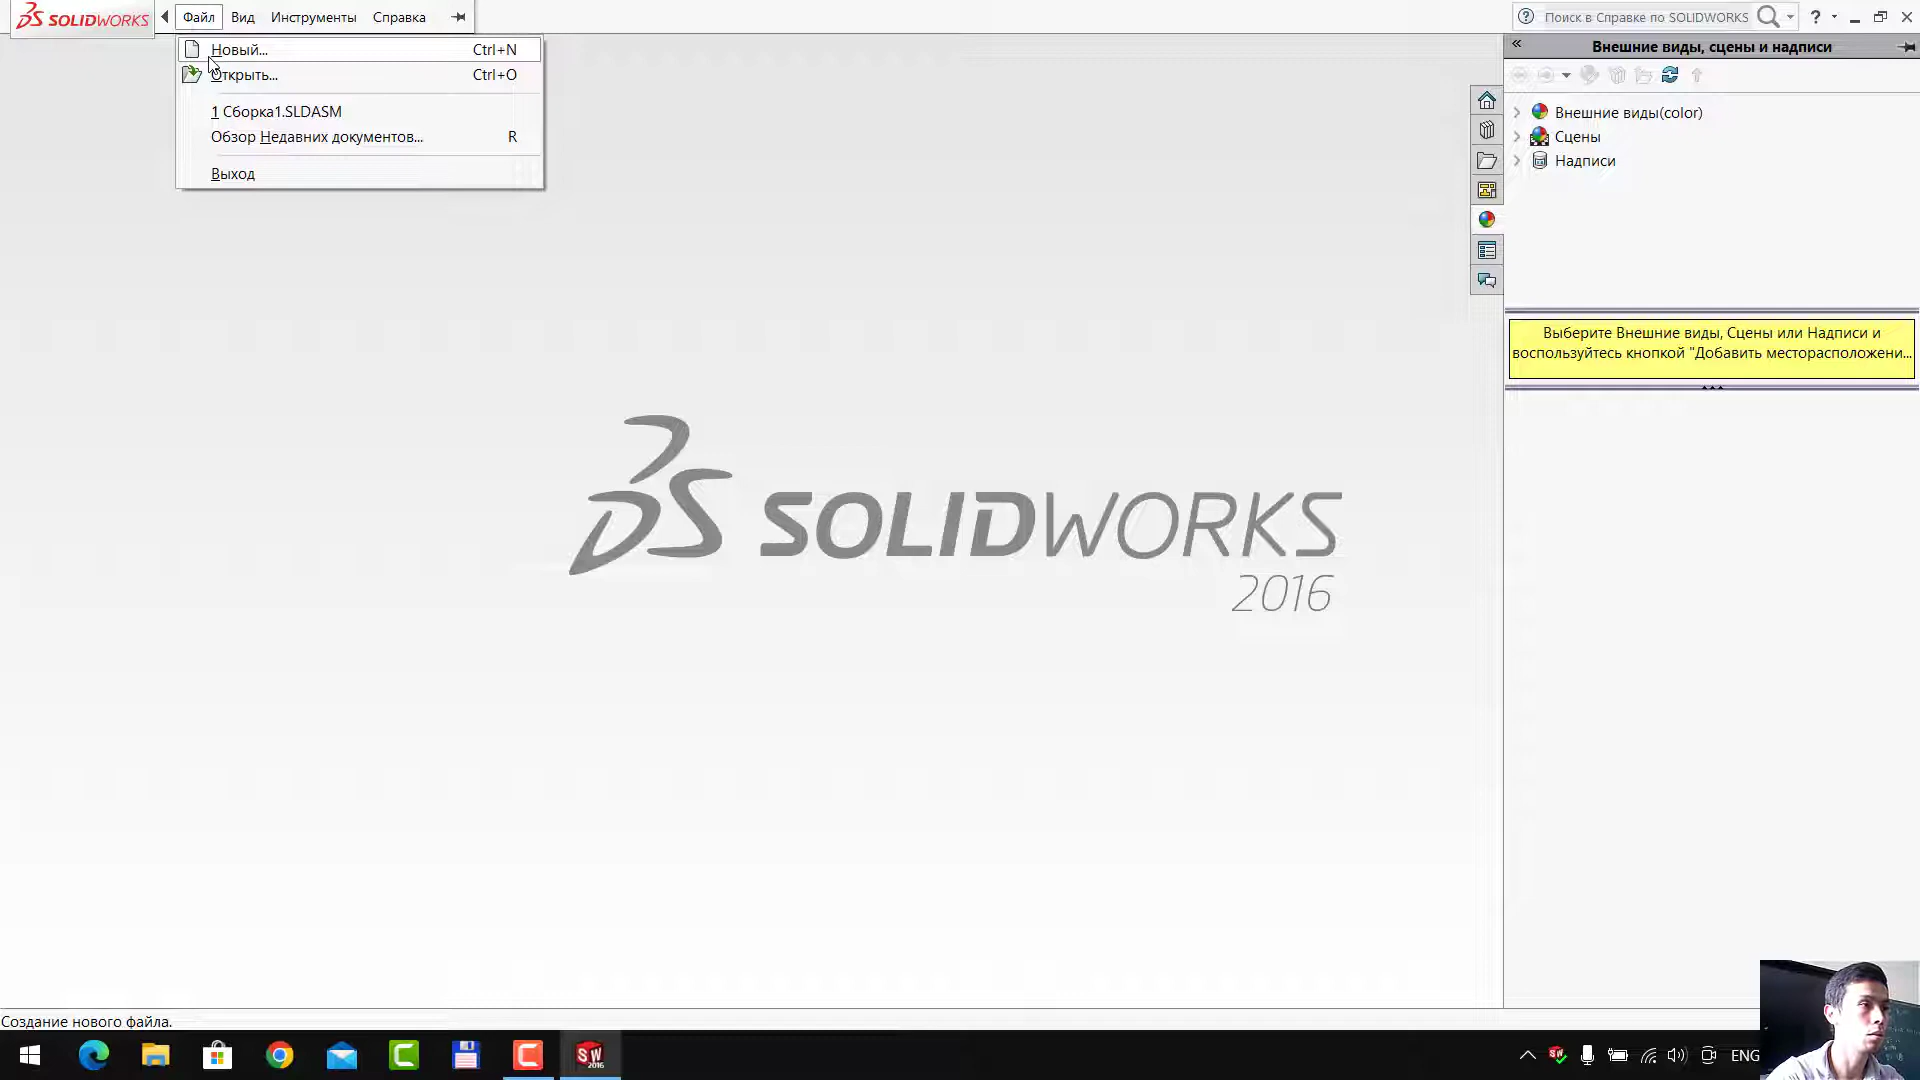 SOLIDWORKS
Файл Вид Инструменты Справка
Поиск в Справке по SOLIDWORKS
?
Новый... Ctrl+N
Открыть... Ctrl+O
1 Сборка1.SLDASM
Обзор Недавних документов... R
Выход
Внешние виды, сцены и надписи
Внешние виды(color)
Сцены
Надписи
Выберите Внешние виды, Сцены или Надписи и
воспользуйтесь кнопкой "Добавить месторасположени...
SOLIDWORKS
2016
Создание нового файла.
SW
2016
ENG